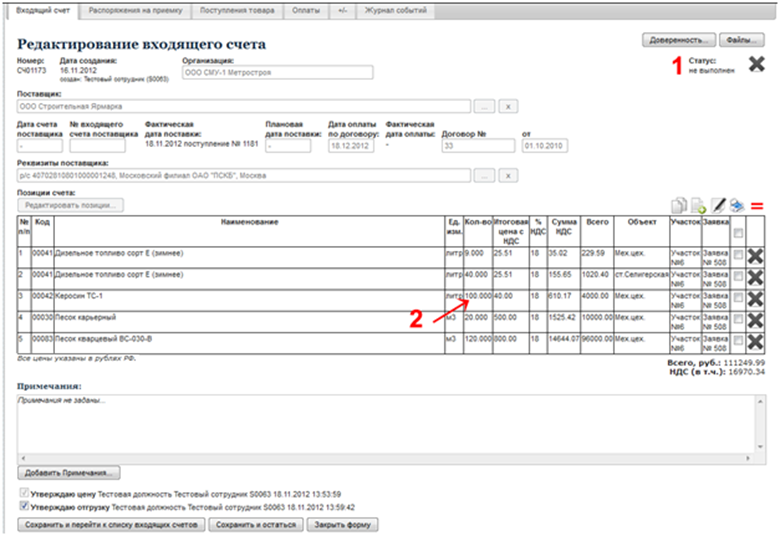 Входящий счет Распоряжения на приемку Поступления товара Оплаты +/- Журнал событий
Редактирование входящего счета
Доверенность... Файлы...
Номер: Дата создания: Организация: 1 Статус:
СЧ01173 16.11.2012 ООО СМУ-1 Метростроя не выполнен
создан: Тестовый сотрудник (S0063)
Поставщик:
ООО Строительная Ярмарка ... x
Дата счета № входящего Фактическая Плановая Дата оплаты Фактическая
поставщика счета поставщика дата поставки: дата поставки: по договору: дата оплаты: Договор № от
- 18.11.2012 поступление № 1181 - 18.12.2012 - 33 01.10.2010
Реквизиты поставщика:
р/с 40702810801000001248, Московский филиал ОАО "ПСКБ", Москва ... x
Позиции счета:
Редактировать позиции...
№ п/п Код Наименование Ед. изм. Кол-во Итоговая цена с НДС % НДС Сумма НДС Всего Объект Участок Заявка
1 00041 Дизельное топливо сорт Е (зимнее) литр 9.000 25.51 18 35.02 229.59 Мех.цех. Участок №6 Заявка № 508
2 00041 Дизельное топливо сорт Е (зимнее) литр 40.000 25.51 18 155.65 1020.40 ст.Селигерская Участок №6 Заявка № 508
3 00042 Керосин ТС-1 литр 100.000 40.00 18 610.17 4000.00 Мех.цех. Участок №6 Заявка № 508
2
4 00030 Песок карьерный м3 20.000 500.00 18 1525.42 10000.00 Мех.цех. Участок №6 Заявка № 508
5 00083 Песок кварцевый ВС-030-В м3 120.000 800.00 18 14644.07 96000.00 Мех.цех. Участок №6 Заявка № 508
Все цены указаны в рублях РФ.
Всего, руб.: 111249.99
НДС (в т.ч.): 16970.34
Примечания:
Примечания не заданы...
Добавить Примечания...
Утверждаю цену Тестовая должность Тестовый сотрудник S0063 18.11.2012 13:53:59
Утверждаю отгрузку Тестовая должность Тестовый сотрудник S0063 18.11.2012 13:59:42
Сохранить и перейти к списку входящих счетов Сохранить и остаться Закрыть форму